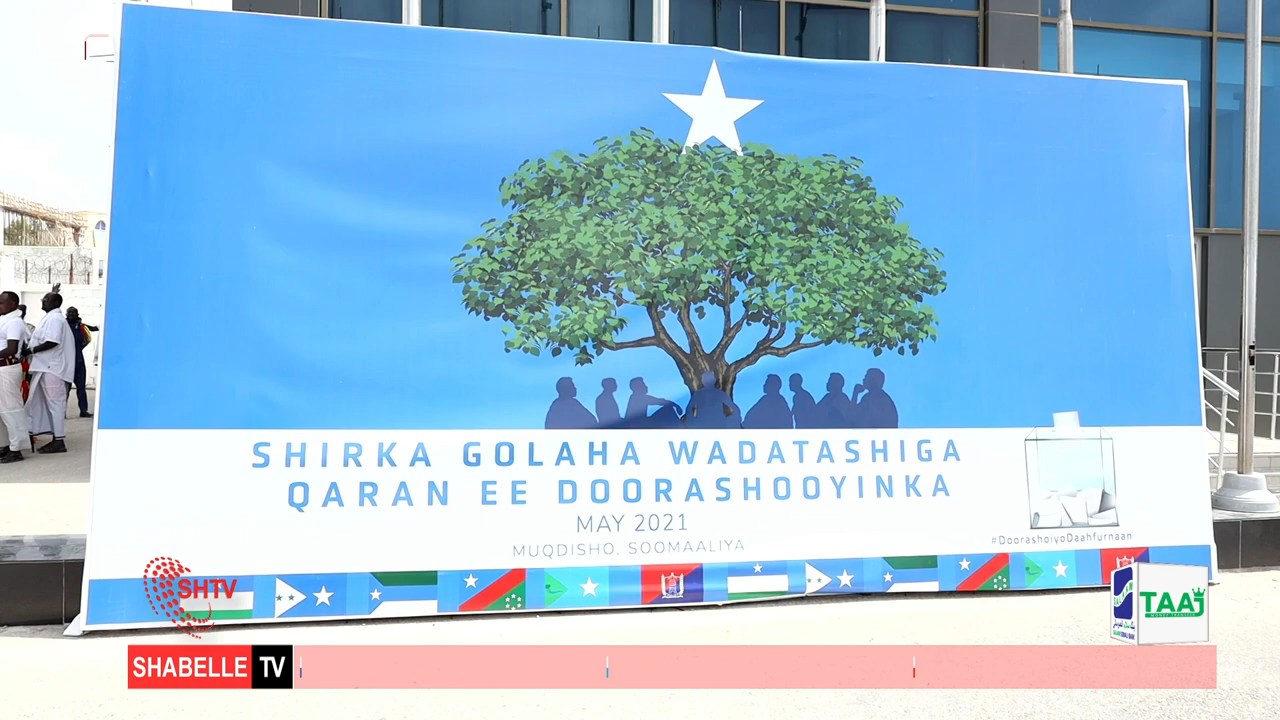 SHIRKA GOLAHA WADATASHIGA
QARAN EE DOORASHOOYINKA
MAY 2021
MUQDISHO, SOOMAALIYA
#DoorashoiyoDaahfurnaan
SHTV
TAAJ
SHABELLE TV